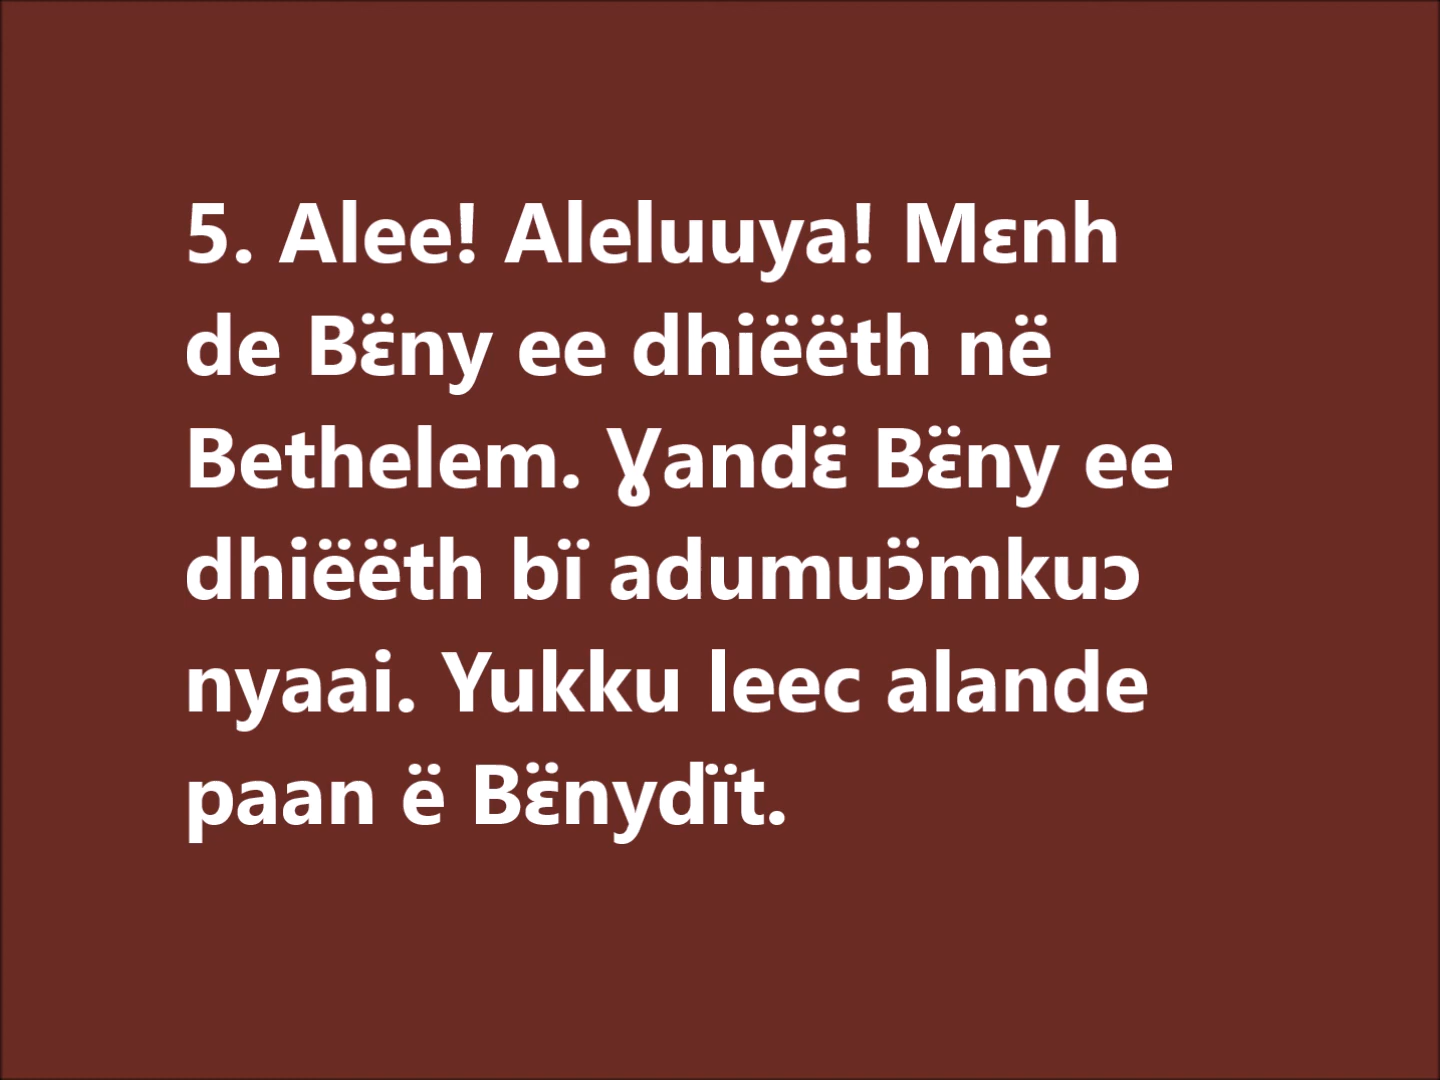 5. Alee! Aleluuya! Mɛnh
de Bɛ̈ny ee dhiëëth në
Bethelem. Ɣandɛ̈ Bɛ̈ny ee
dhiëëth bï adumuɔ̈mkuɔ
nyaai. Yukku leec alande
paan ë Bɛ̈nydït.